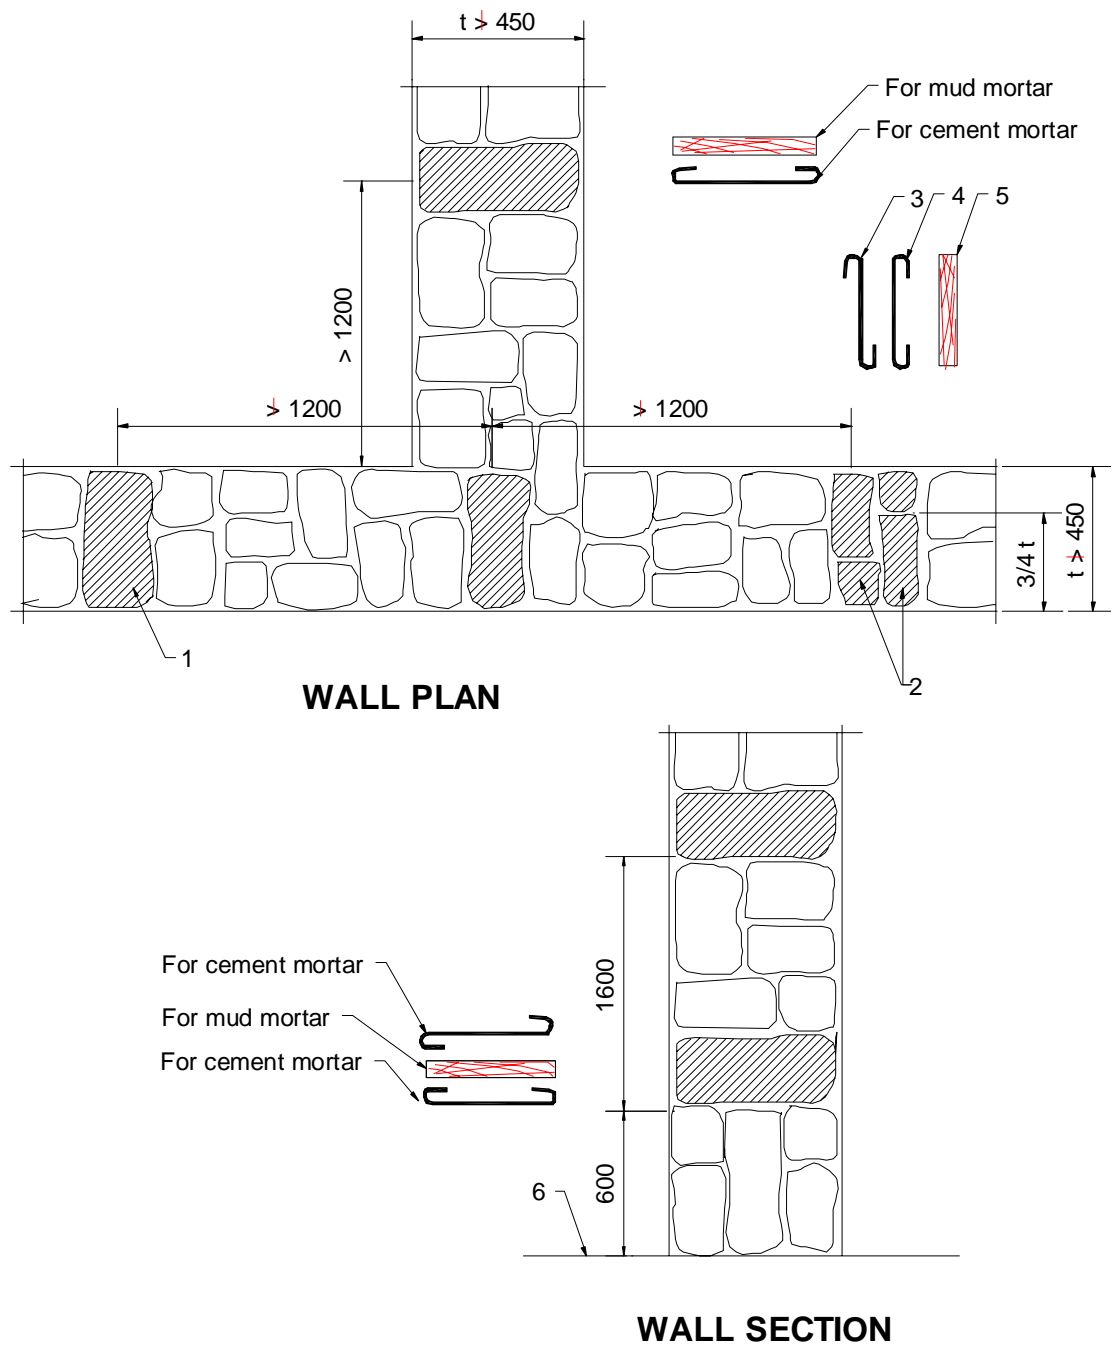 t ≯ 450
For mud mortar
For cement mortar
3
4
5
> 1200
≯ 1200
≯ 1200
3/4 t
t ≯ 450
1
2
WALL PLAN
For cement mortar
For mud mortar
For cement mortar
1600
600
6
WALL SECTION